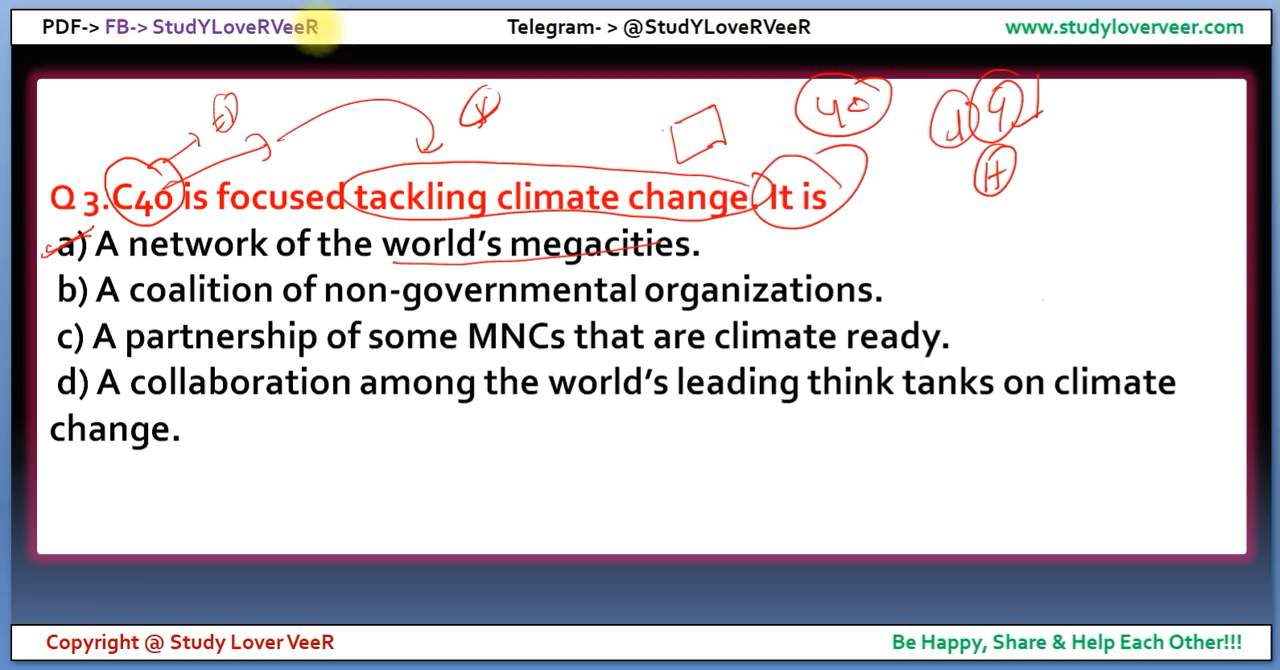 PDF-> FB-> StudYLoveRVeeR Telegram- > @StudYLoveRVeeR www.studyloverveer.com
40
H
Q 3.C40 is focused tackling climate change. It is
a) A network of the world's megacities.
b) A coalition of non-governmental organizations.
c) A partnership of some MNCs that are climate ready.
d) A collaboration among the world's leading think tanks on climate
change.
Copyright @ Study Lover VeeR Be Happy, Share & Help Each Other!!!